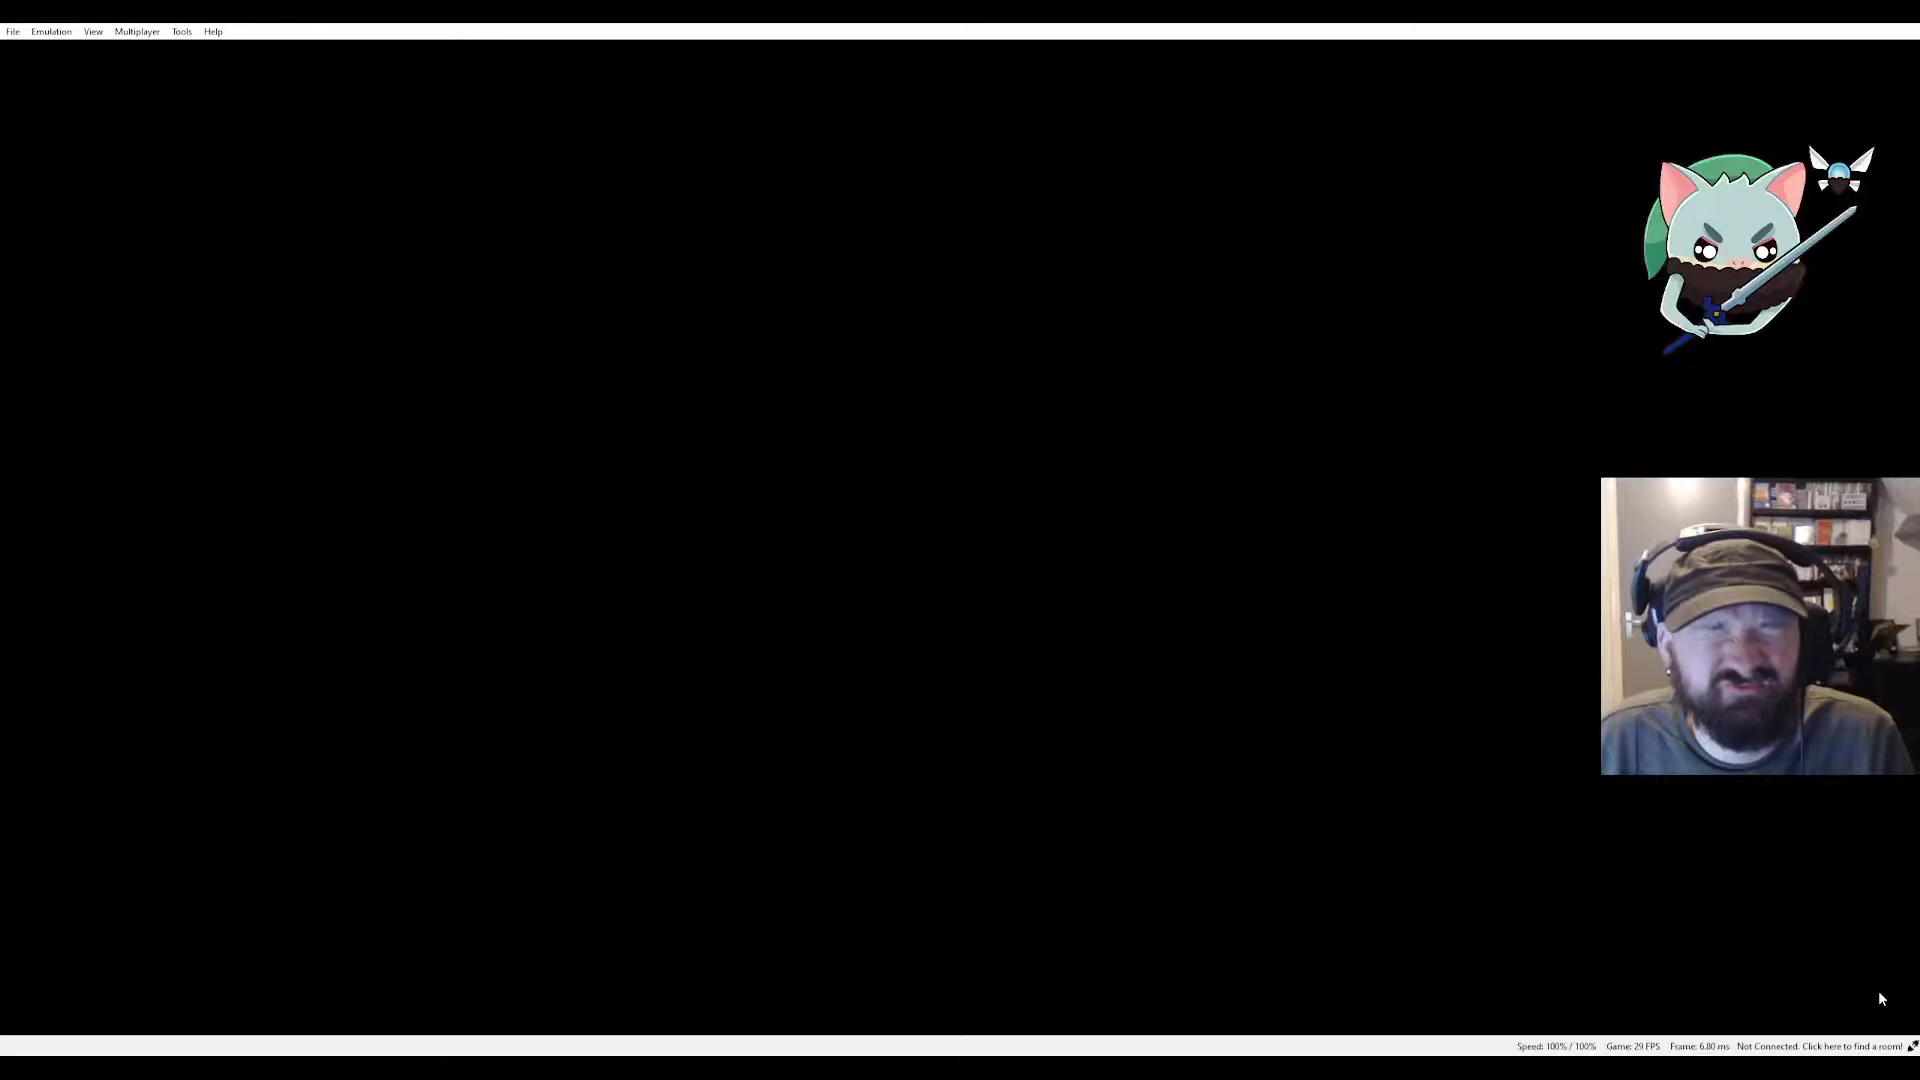 File Emulation View Multiplayer Tools Help
Speed: 100% / 100% Game: 29 FPS Frame: 6.80 ms Not Connected. Click here to find a room!